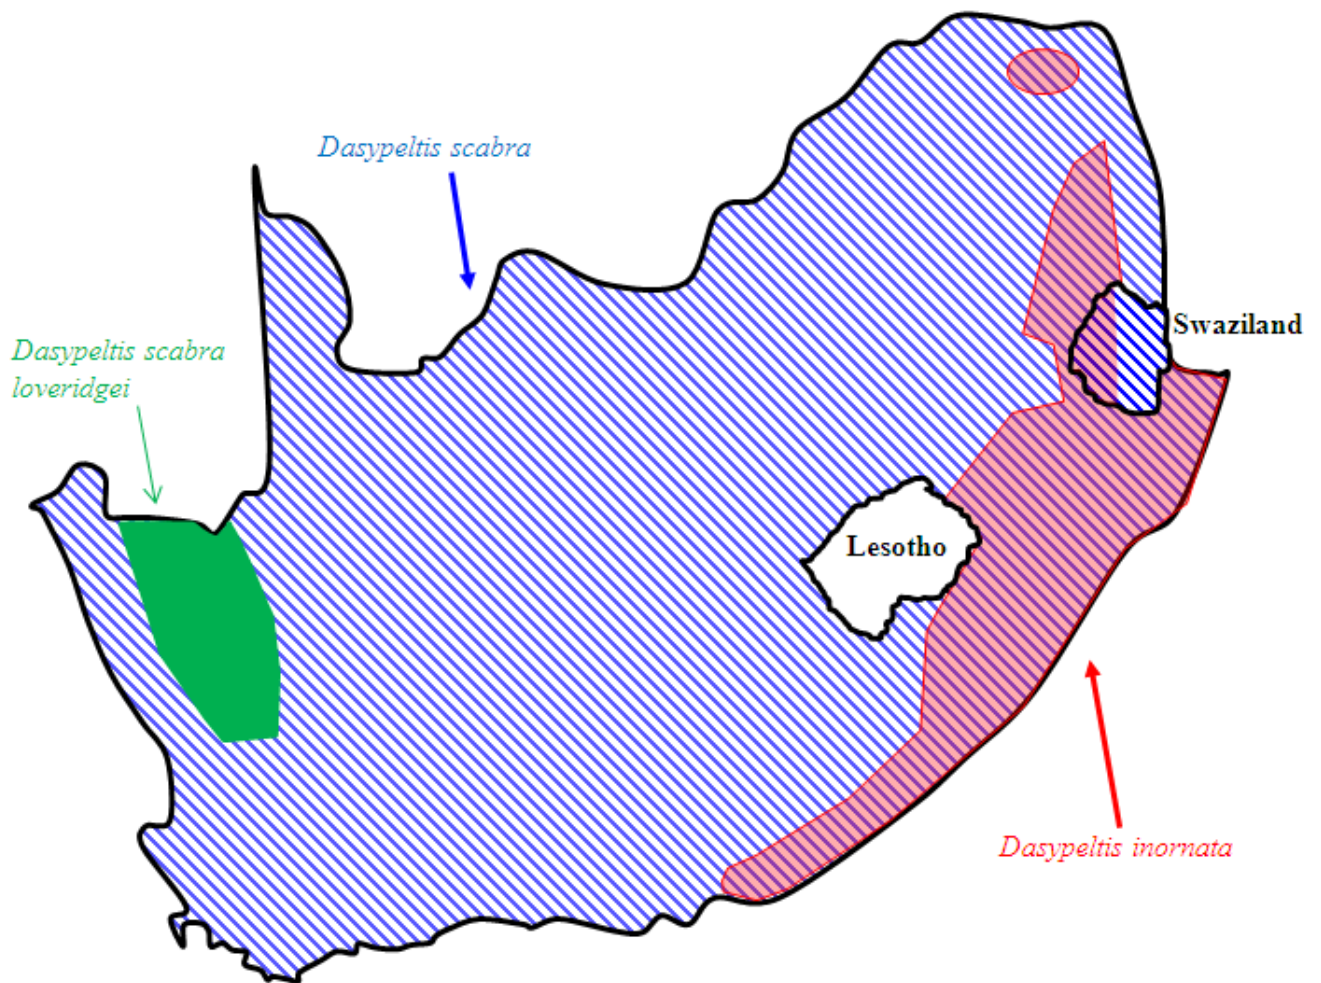 Dasypeltis scabra
Swaziland
Dasypeltis scabra
loveridgei
Lesotho
Dasypeltis inornata